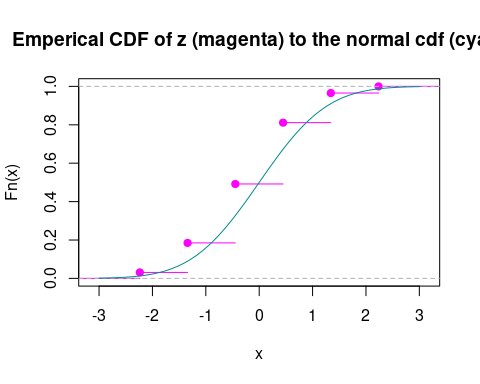 Emperical CDF of z (magenta) to the normal cdf (cya
1.0
0.8
0.6
0.4
0.2
0.0
Fn(x)
-3 -2 -1 0 1 2 3
x